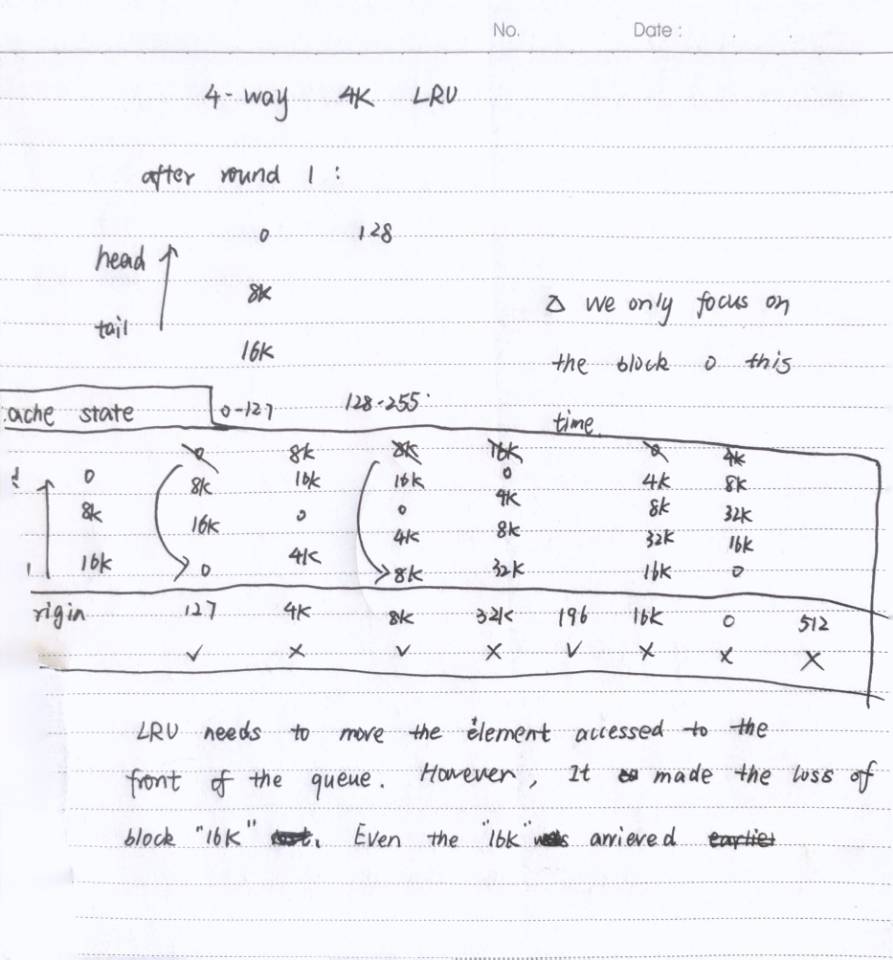 No. Date :
4-way 4K LRU
after round 1 :
0 128
head
8K
tail
16K
△ we only focus on
the block 0 this
time.
ache state 0-127 128-255
0 8K 8K 16K 0 4K
0 8K 16K 16K 0 4K 8K
8K 16K 0 0 4K 8K 32K
4K 8K 32K 16K
16K 0 4K 8K 32K 16K 0
rigin 127 4K 8K 32K 196 16K 0 512
✓ × ✓ × ✓ × × ×
LRU needs to move the element accessed to the
front of the queue. However, It made the loss of
block "16K" . Even the "16K" arrieved earlier